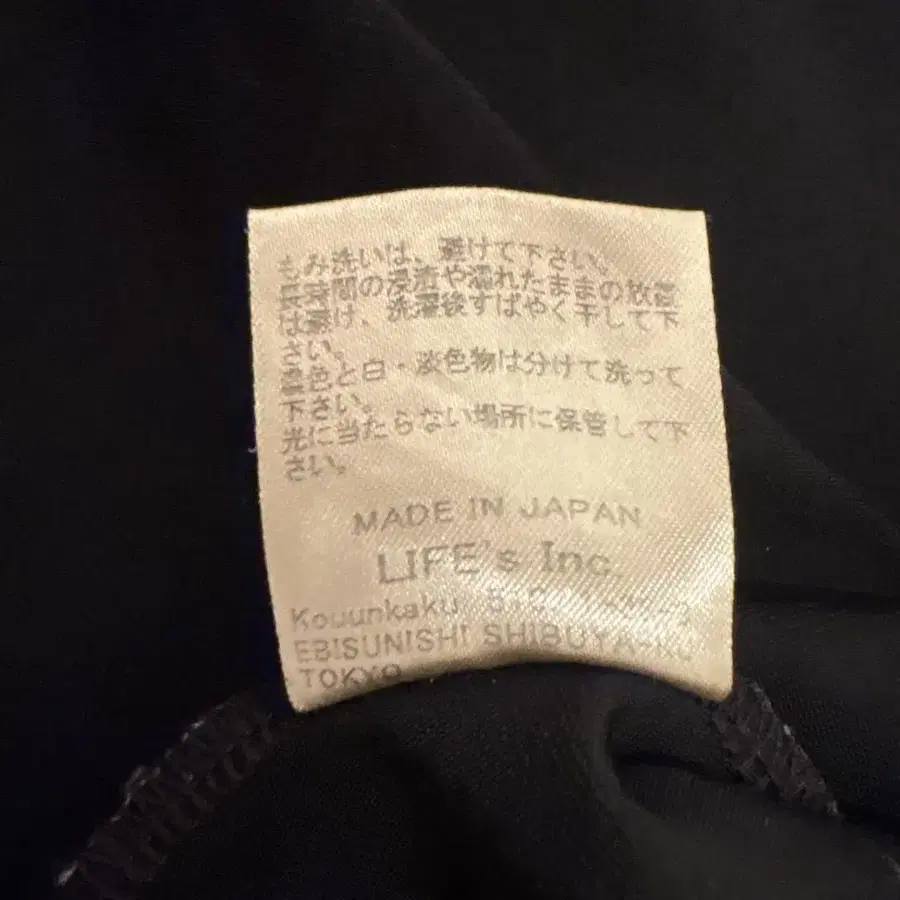 もみ洗いは、避けて下さい。
長時間の浸漬や濡れたままの放置
は避け、洗濯後すばやく干して下
さい。
色と白・淡色物は分けて洗って
下さい。
光に当たらない場所に保管して下
さい。
MADE IN JAPAN
LIFE's Inc.
Kouunkaku
EBISUNISHI SHIBUYA-KU
TOKYO